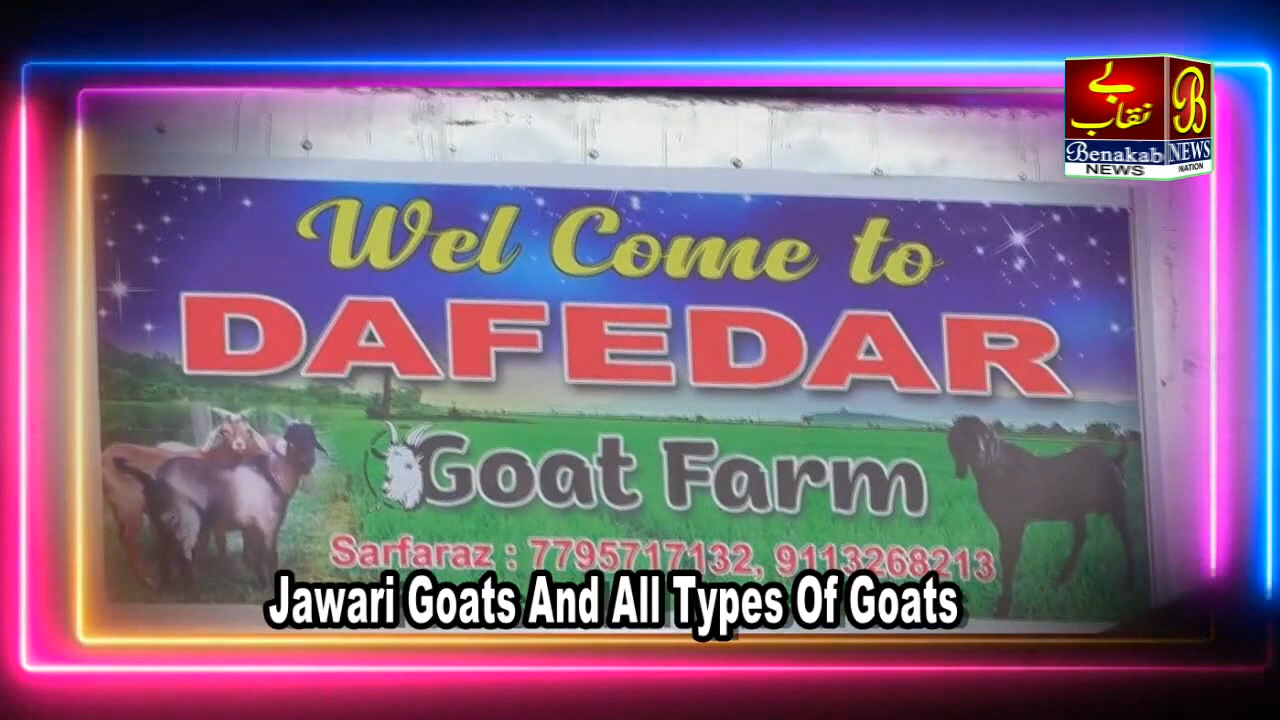 بے
نقاب
B
Benakab NEWS
NEWS NATION
Wel Come to
DAFEDAR
Goat Farm
Sarfaraz : 7795717132, 9113268213
Jawari Goats And All Types Of Goats